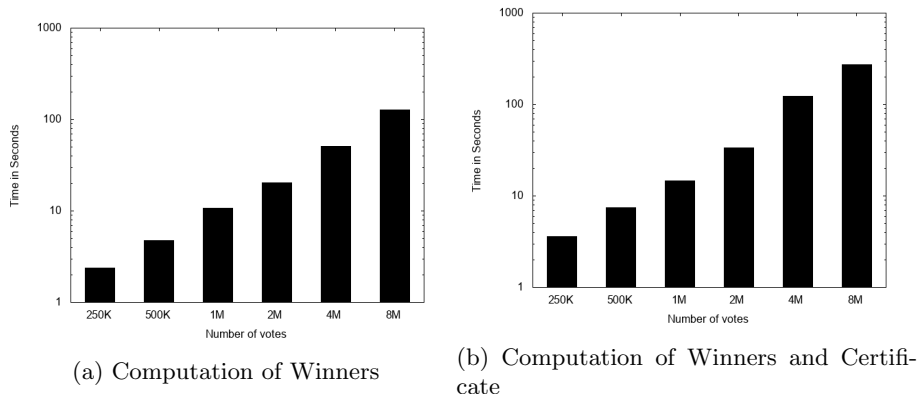 1000
100
10
1
Time in Seconds
250K 500K 1M 2M 4M 8M
Number of votes
(a) Computation of Winners
1000
100
10
1
Time in Seconds
250K 500K 1M 2M 4M 8M
Number of votes
(b) Computation of Winners and Certifi-
cate